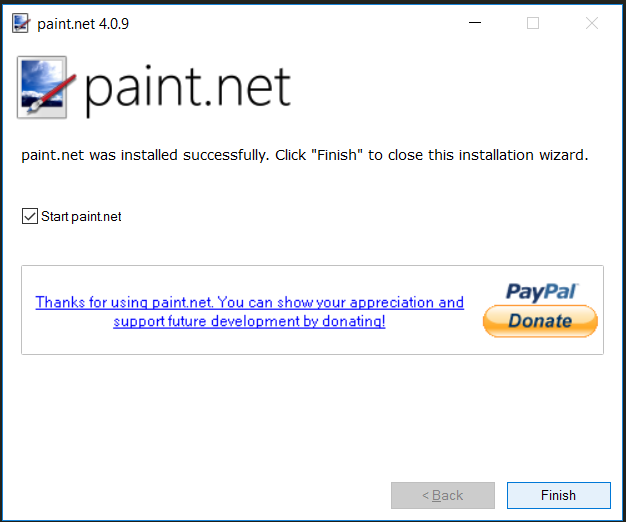 paint.net 4.0.9
paint.net
paint.net was installed successfully. Click "Finish" to close this installation wizard.
Start paint.net
Thanks for using paint.net. You can show your appreciation and
support future development by donating!
PayPal
Donate
< Back
Finish